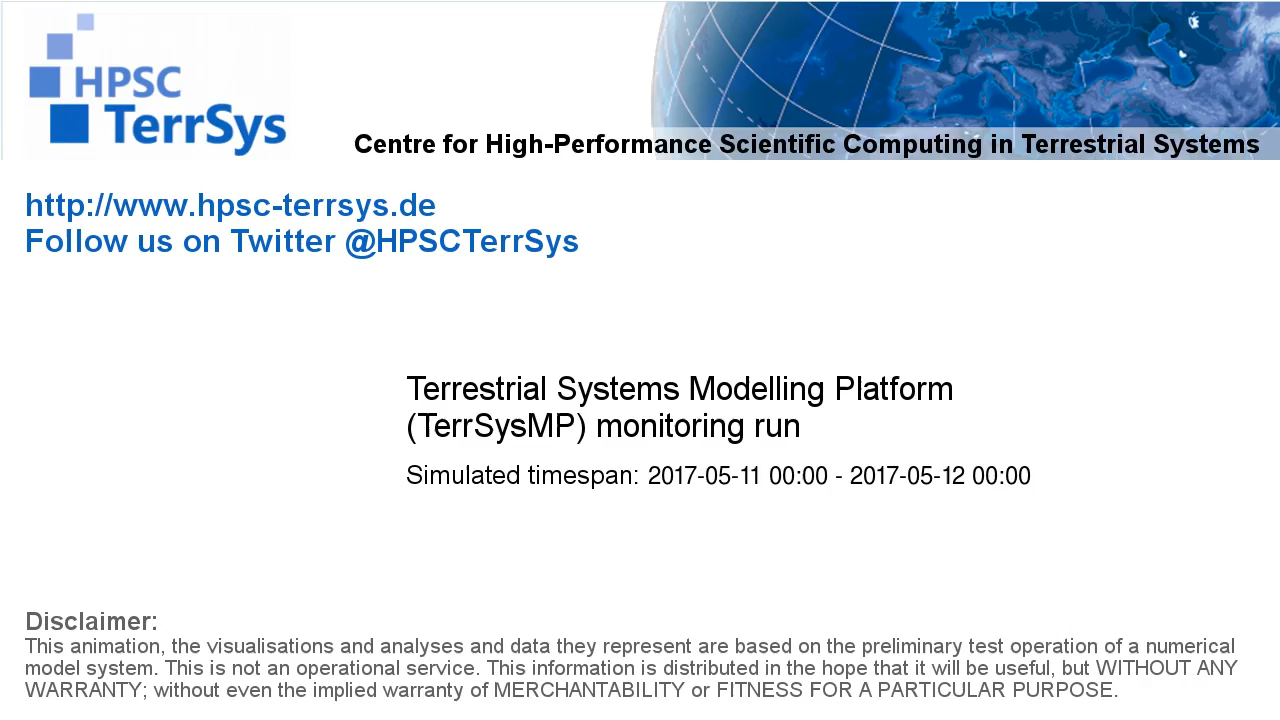 HPSC
TerrSys
Centre for High-Performance Scientific Computing in Terrestrial Systems
http://www.hpsc-terrsys.de
Follow us on Twitter @HPSCTerrSys
Terrestrial Systems Modelling Platform
(TerrSysMP) monitoring run
Simulated timespan: 2017-05-11 00:00 - 2017-05-12 00:00
Disclaimer:
This animation, the visualisations and analyses and data they represent are based on the preliminary test operation of a numerical
model system. This is not an operational service. This information is distributed in the hope that it will be useful, but WITHOUT ANY
WARRANTY; without even the implied warranty of MERCHANTABILITY or FITNESS FOR A PARTICULAR PURPOSE.